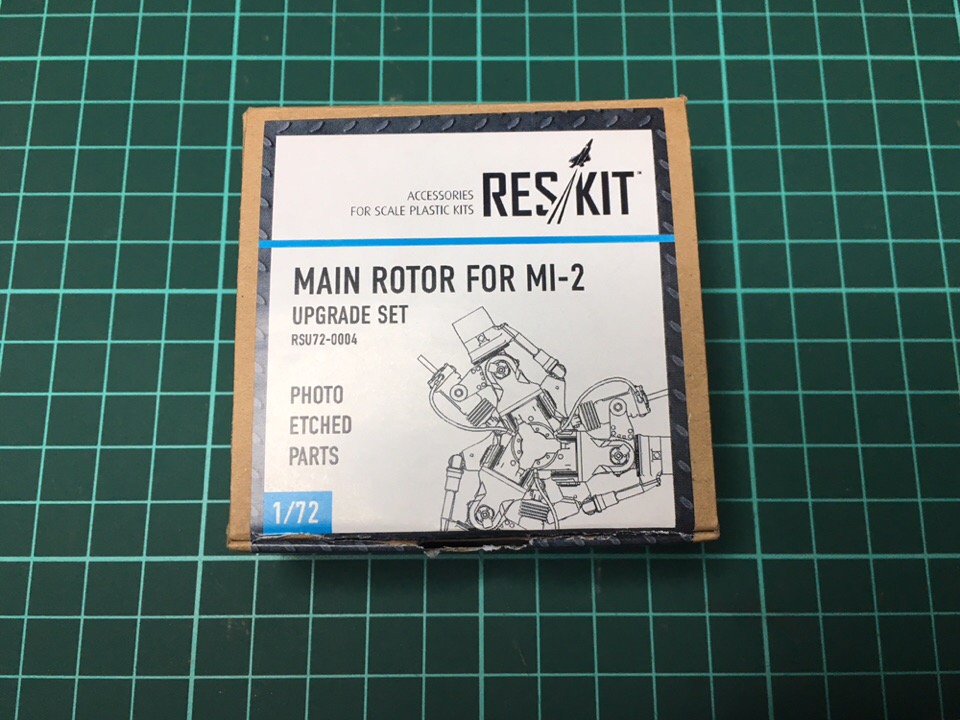 ACCESSORIES
FOR SCALE PLASTIC KITS
RESKIT™
MAIN ROTOR FOR MI-2
UPGRADE SET
RSU72-0004
PHOTO
ETCHED
PARTS
1/72